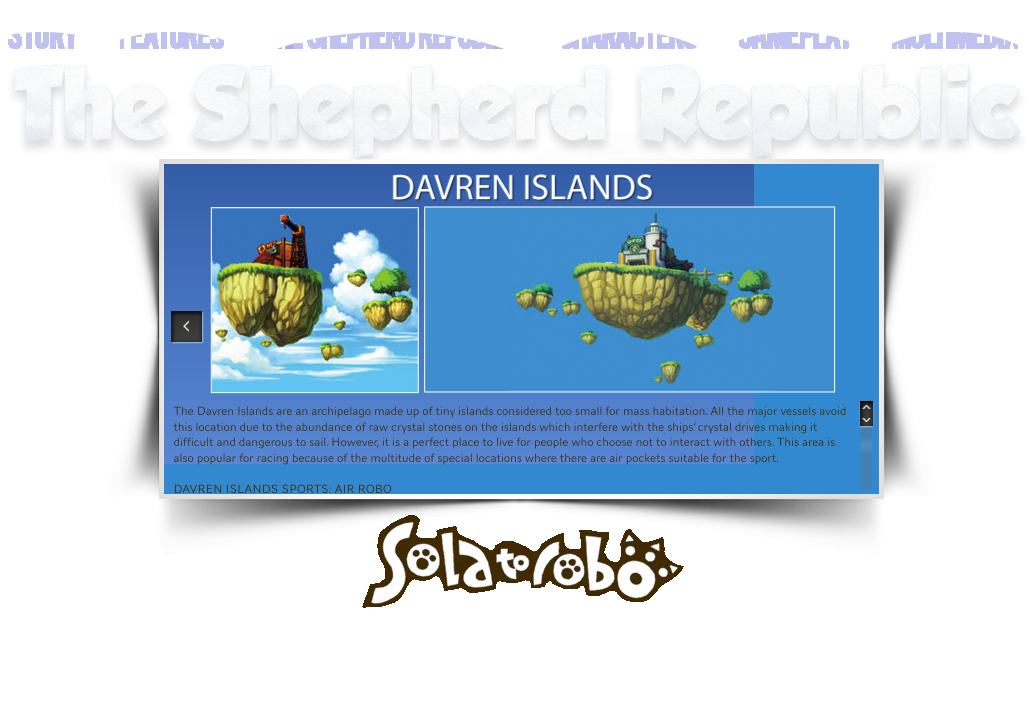 STORY FEATURES THE SHEPHERD REPUBLIC CHARACTERS GAMEPLAY MULTIMEDIA
The Shepherd Republic
DAVREN ISLANDS
The Davren Islands are an archipelago made up of tiny islands considered too small for mass habitation. All the major vessels avoid
this location due to the abundance of raw crystal stones on the islands which interfere with the ships' crystal drives making it
difficult and dangerous to sail. However, it is a perfect place to live for people who choose not to interact with others. This area is
also popular for racing because of the multitude of special locations where there are air pockets suitable for the sport.
DAVREN ISLANDS SPORTS: AIR ROBO
Solatorobo